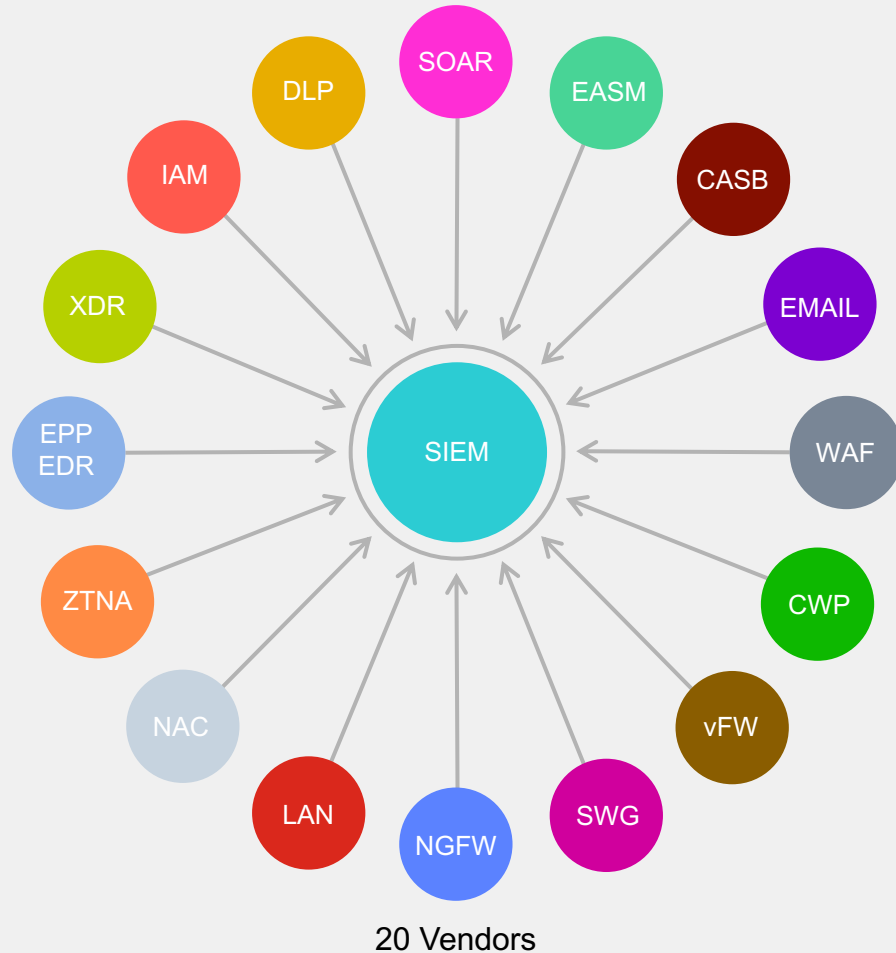 SOAR
DLP
EASM
IAM
CASB
XDR
EMAIL
EPP
EDR
SIEM
WAF
ZTNA
CWP
NAC
vFW
LAN
SWG
NGFW
20 Vendors